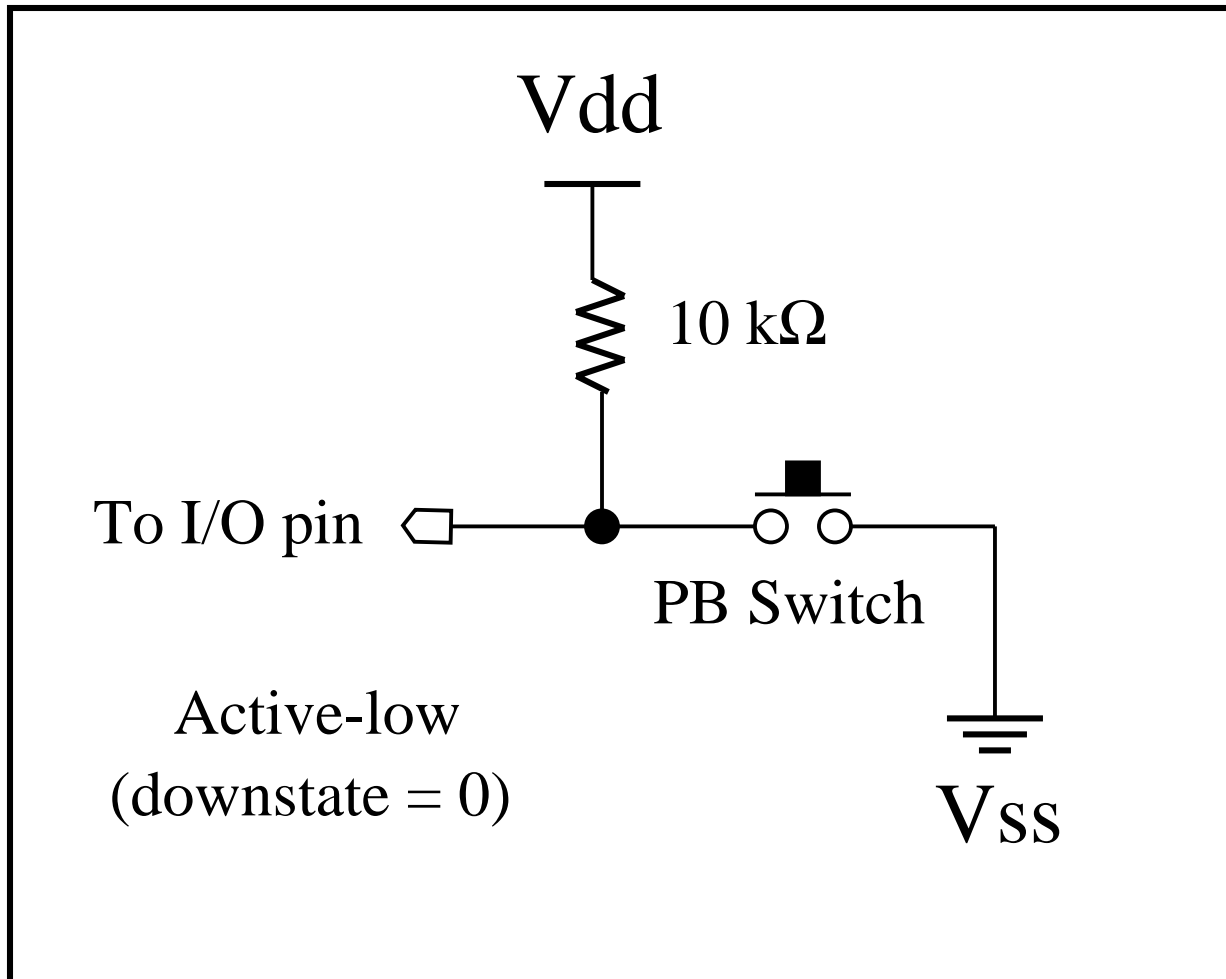 Vdd
10 kΩ
To I/O pin
PB Switch
Active-low
(downstate = 0)
Vss